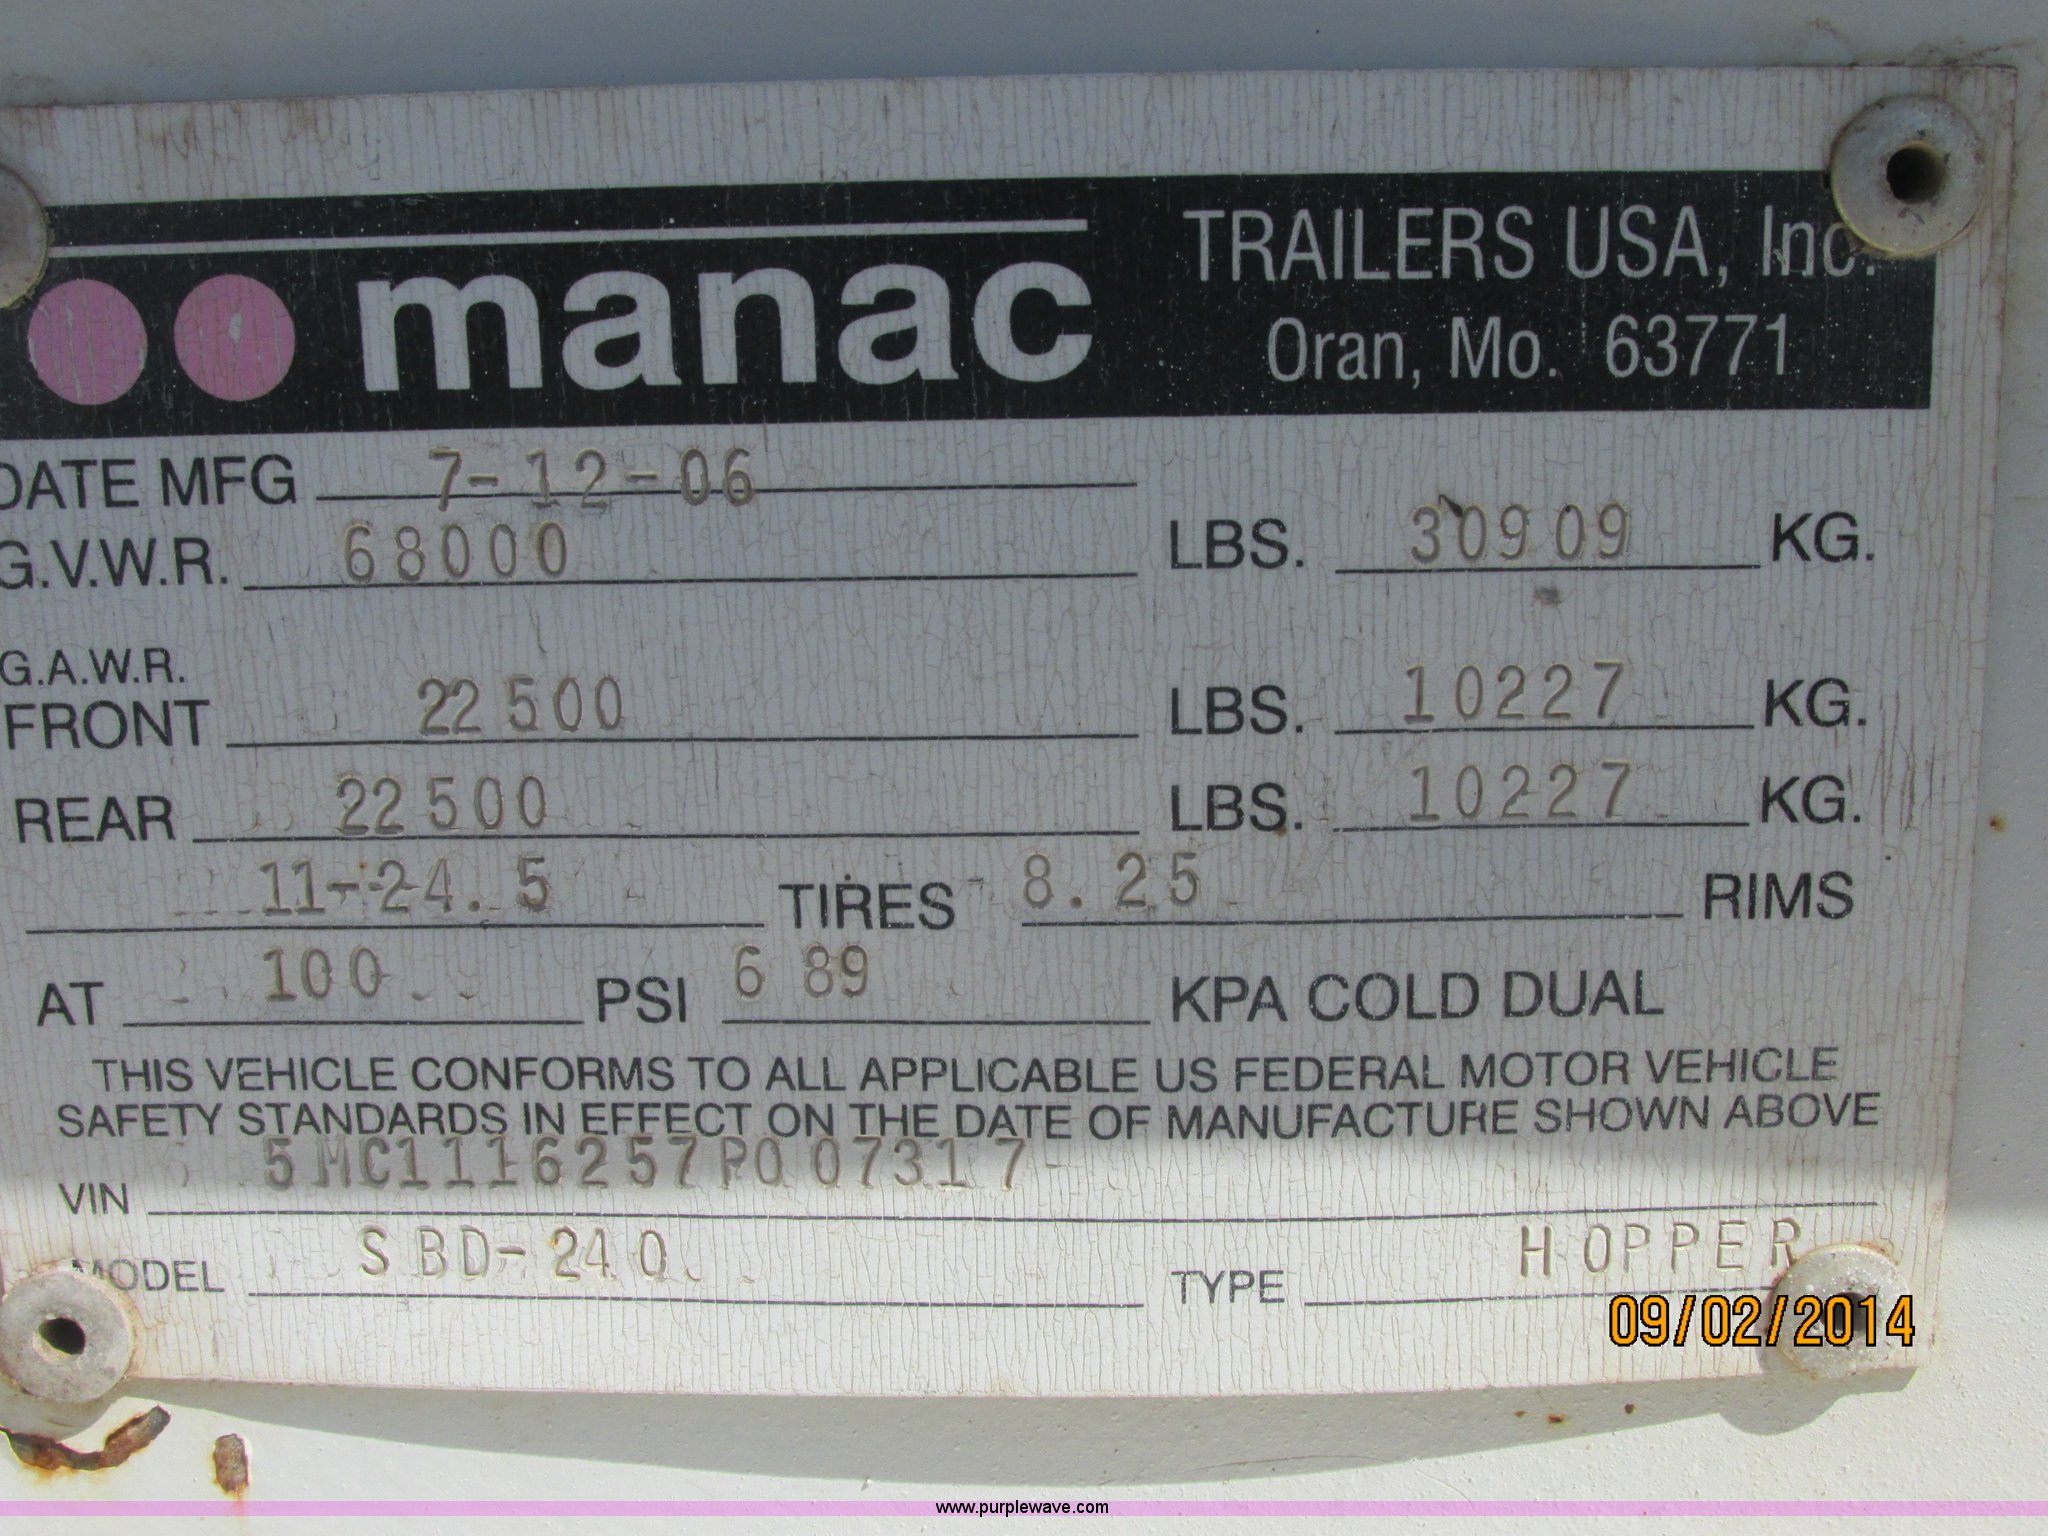 manac TRAILERS USA, Inc.
Oran, Mo. 63771
DATE MFG 7-12-06
G.V.W.R. 68000 LBS. 30909 KG.
G.A.W.R.
FRONT 22500 LBS. 10227 KG.
REAR 22500 LBS. 10227 KG.
11-24.5 TIRES 8.25 RIMS
AT 100 PSI 689 KPA COLD DUAL
THIS VEHICLE CONFORMS TO ALL APPLICABLE US FEDERAL MOTOR VEHICLE
SAFETY STANDARDS IN EFFECT ON THE DATE OF MANUFACTURE SHOWN ABOVE
VIN 5MC1116257P007317
MODEL SBD-240 TYPE HOPPER
09/02/2014
www.purplewave.com